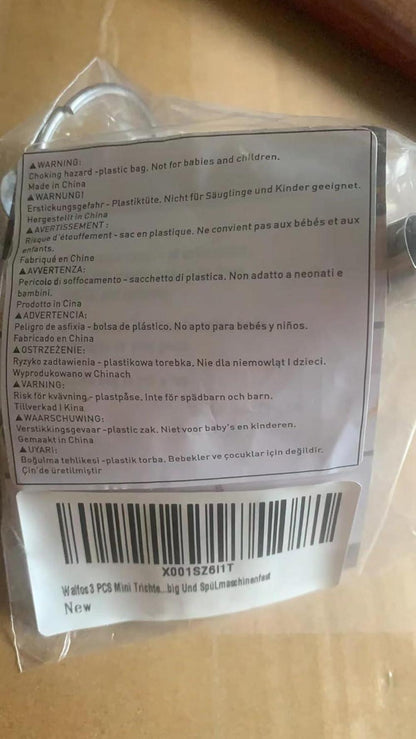 ▲WARNING:
Choking hazard -plastic bag. Not for babies and children.
Made in China
▲WARNUNG!
Erstickungsgefahr - Plastiktüte. Nicht für Säuglinge und Kinder geeignet.
Hergestellt in China
▲AVERTISSEMENT :
Risque d'étouffement - sac en plastique. Ne convient pas aux bébés et aux
enfants.
Fabriqué en Chine
▲AVVERTENZA:
Pericolo di soffocamento - sacchetto di plastica. Non adatto a neonati e
bambini.
Prodotto in Cina
▲ADVERTENCIA:
Peligro de asfixia - bolsa de plástico. No apto para bebés y niños.
Fabricado en China
▲OSTRZEŻENIE:
Ryzyko zadławienia - plastikowa torebka. Nie dla niemowląt I dzieci.
Wyprodukowano w Chinach
▲VARNING:
Risk för kvävning,- plastpåse. Inte för spädbarn och barn.
Tillverkad I Kina
▲WAARSCHUWING:
Verstikkingsgevaar -plastic zak. Niet voor baby's en kinderen.
Gemaakt in China
▲UYARI:
Boğulma tehlikesi -plastik torba. Bebekler ve çocuklar için değildir.
Çin'de üretilmiştir
X001SZ6I1T
Walfos 3 PCS Mini Trichte...big Und Spülmaschinenfest
New